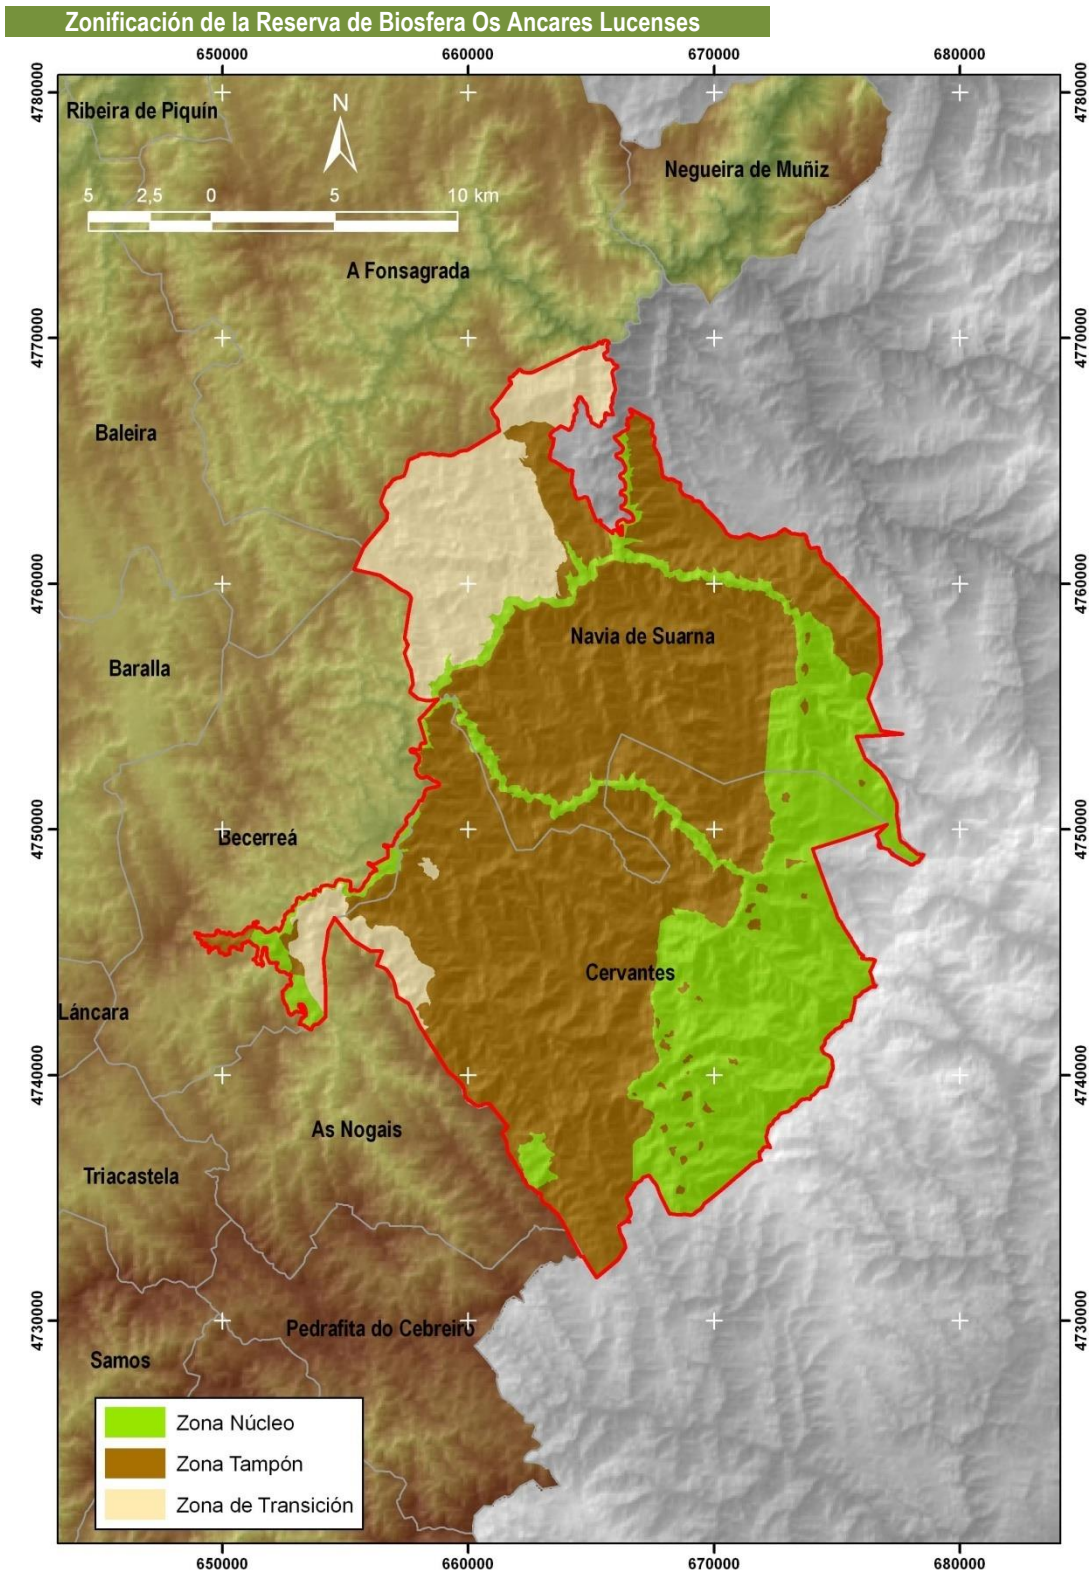 Zonificación de la Reserva de Biosfera Os Ancares Lucenses
650000 660000 670000 680000
4780000 4780000
Ribeira de Piquín
N
Negueira de Muñiz
5 2,5 0 5 10 km
A Fonsagrada
4770000 4770000
Baleira
4760000 4760000
Navia de Suarna
Baralla
4750000 4750000
Becerreá
Cervantes
Láncara
4740000 4740000
As Nogais
Triacastela
4730000 4730000
Pedrafita do Cebreiro
Samos
Zona Núcleo
Zona Tampón
Zona de Transición
650000 660000 670000 680000